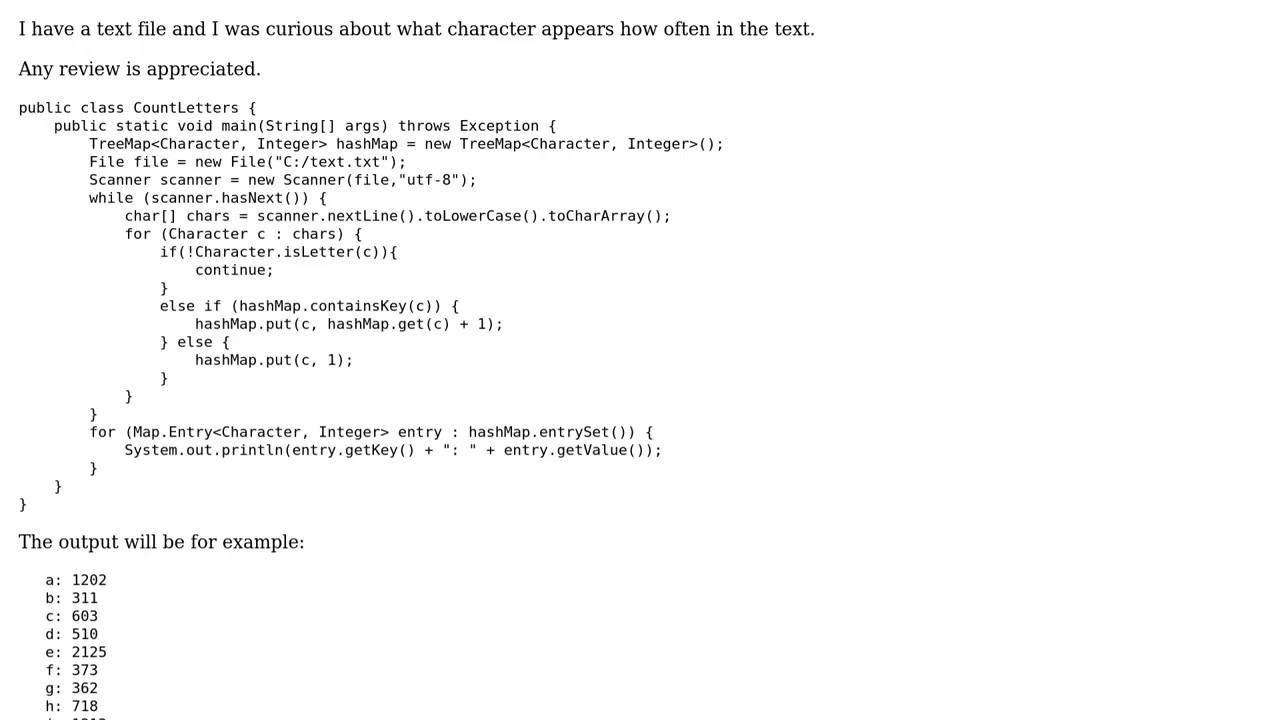 I have a text file and I was curious about what character appears how often in the text.
Any review is appreciated.
public class CountLetters {
    public static void main(String[] args) throws Exception {
        TreeMap<Character, Integer> hashMap = new TreeMap<Character, Integer>();
        File file = new File("C:/text.txt");
        Scanner scanner = new Scanner(file,"utf-8");
        while (scanner.hasNext()) {
            char[] chars = scanner.nextLine().toLowerCase().toCharArray();
            for (Character c : chars) {
                if(!Character.isLetter(c)){
                    continue;
                }
                else if (hashMap.containsKey(c)) {
                    hashMap.put(c, hashMap.get(c) + 1);
                } else {
                    hashMap.put(c, 1);
                }
            }
        }
        for (Map.Entry<Character, Integer> entry : hashMap.entrySet()) {
            System.out.println(entry.getKey() + ": " + entry.getValue());
        }
    }
}
The output will be for example:
a: 1202
b: 311
c: 603
d: 510
e: 2125
f: 373
g: 362
h: 718